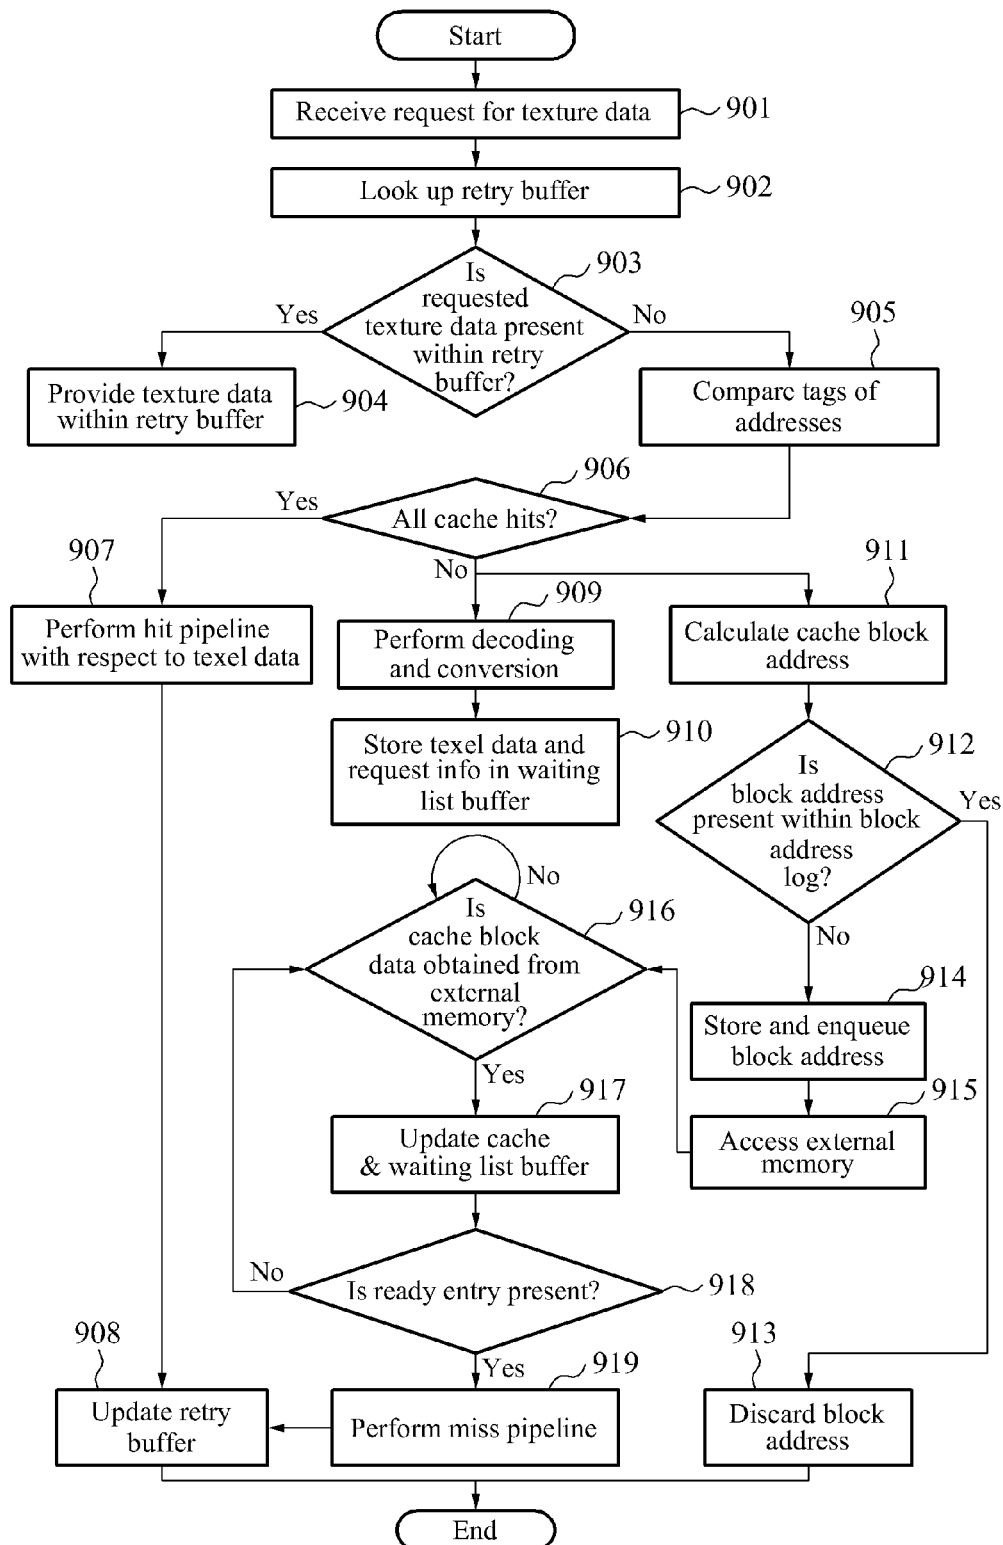 Start
Receive request for texture data
901
Look up retry buffer
902
903
Is
requested
texture data present
within retry
buffer?
Yes
No
905
Provide texture data
within retry buffer
904
Compare tags of
addresses
906
Yes
All cache hits?
No
907
909
911
Perform hit pipeline
with respect to texel data
Perform decoding
and conversion
Calculate cache block
address
Store texel data and
request info in waiting
list buffer
910
912
Is
block address
present within block
address
log?
Yes
No
No
916
Is
cache block
data obtained from
external
memory?
Yes
914
Store and enqueue
block address
915
Access external
memory
917
Update cache
& waiting list buffer
No
Is ready entry present?
918
Yes
908
919
913
Update retry
buffer
Perform miss pipeline
Discard block
address
End